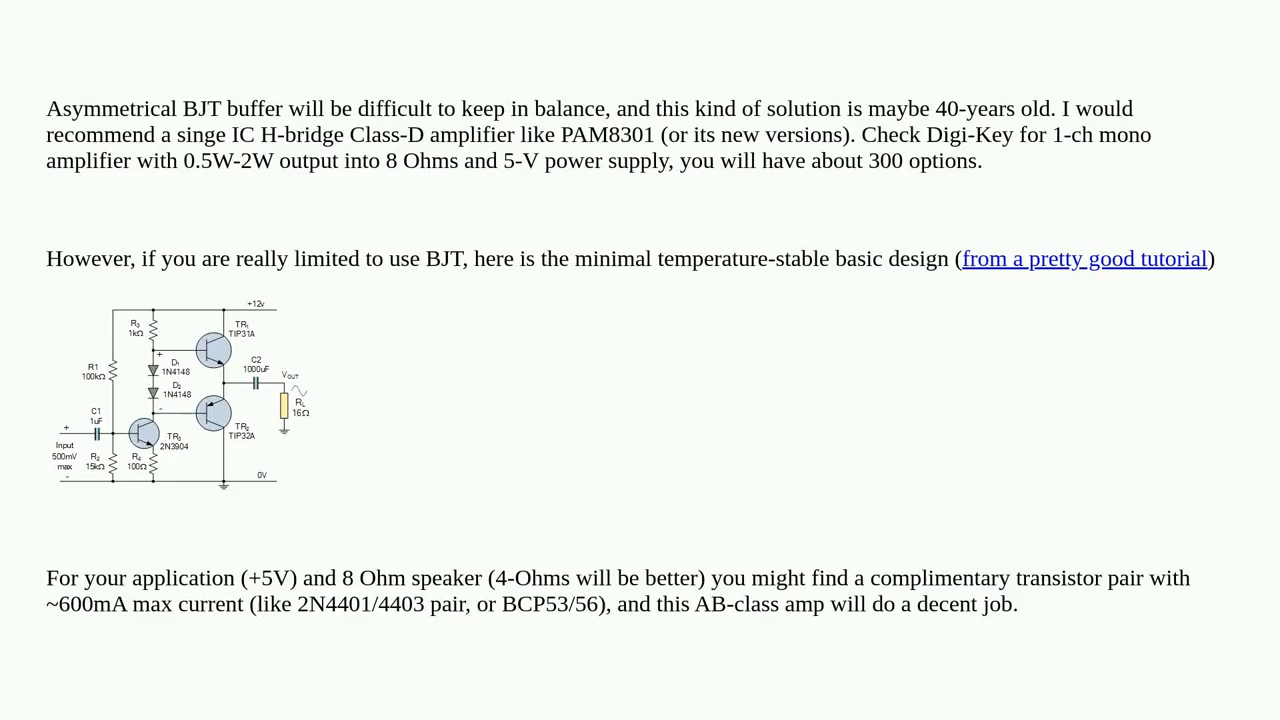 Asymmetrical BJT buffer will be difficult to keep in balance, and this kind of solution is maybe 40-years old. I would
recommend a singe IC H-bridge Class-D amplifier like PAM8301 (or its new versions). Check Digi-Key for 1-ch mono
amplifier with 0.5W-2W output into 8 Ohms and 5-V power supply, you will have about 300 options.
However, if you are really limited to use BJT, here is the minimal temperature-stable basic design (from a pretty good tutorial)
+12v
R3
1kΩ
TR1
TIP31A
+
D1
1N4148
R1
100kΩ
C2
1000uF
VOUT
D2
1N4148
RL
16Ω
C1
1uF
-
TR2
TIP32A
+
TR3
2N3904
Input
500mV
max
-
R2
15kΩ
R4
100Ω
0V
For your application (+5V) and 8 Ohm speaker (4-Ohms will be better) you might find a complimentary transistor pair with
~600mA max current (like 2N4401/4403 pair, or BCP53/56), and this AB-class amp will do a decent job.